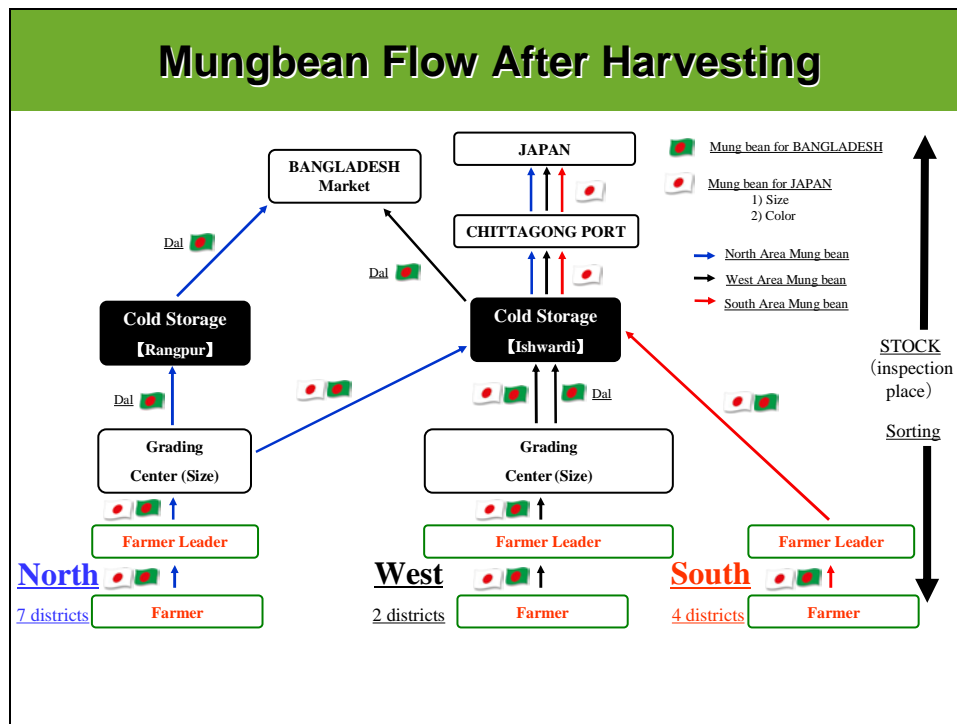 Mungbean Flow After Harvesting
BANGLADESH
Market
JAPAN
Mung bean for BANGLADESH
Mung bean for JAPAN
1) Size
2) Color
CHITTAGONG PORT
Dal
Dal
North Area Mung bean
West Area Mung bean
South Area Mung bean
Cold Storage
【Rangpur】
Cold Storage
【Ishwardi】
STOCK
（inspection
place）
Dal
Dal
Sorting
Grading
Center (Size)
Grading
Center (Size)
Farmer Leader
Farmer Leader
Farmer Leader
North
West
South
7 districts
Farmer
2 districts
Farmer
4 districts
Farmer